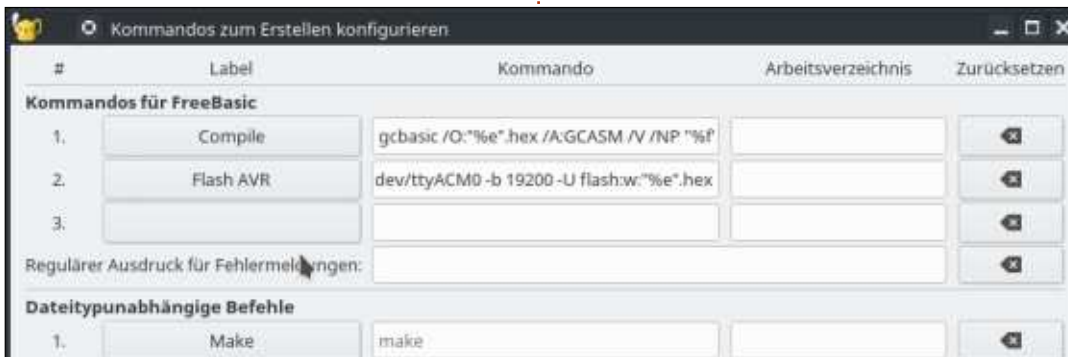 Kommandos zum Erstellen konfigurieren
# Label Kommando Arbeitsverzeichnis Zurücksetzen
Kommandos für FreeBasic
1. Compile gcbasic /O:"%e".hex /A:GCASM /V /NP "%f"
2. Flash AVR dev/ttyACM0 -b 19200 -U flash:w:"%e".hex
3.
Regulärer Ausdruck für Fehlermeldungen:
Dateitypunabhängige Befehle
1. Make make